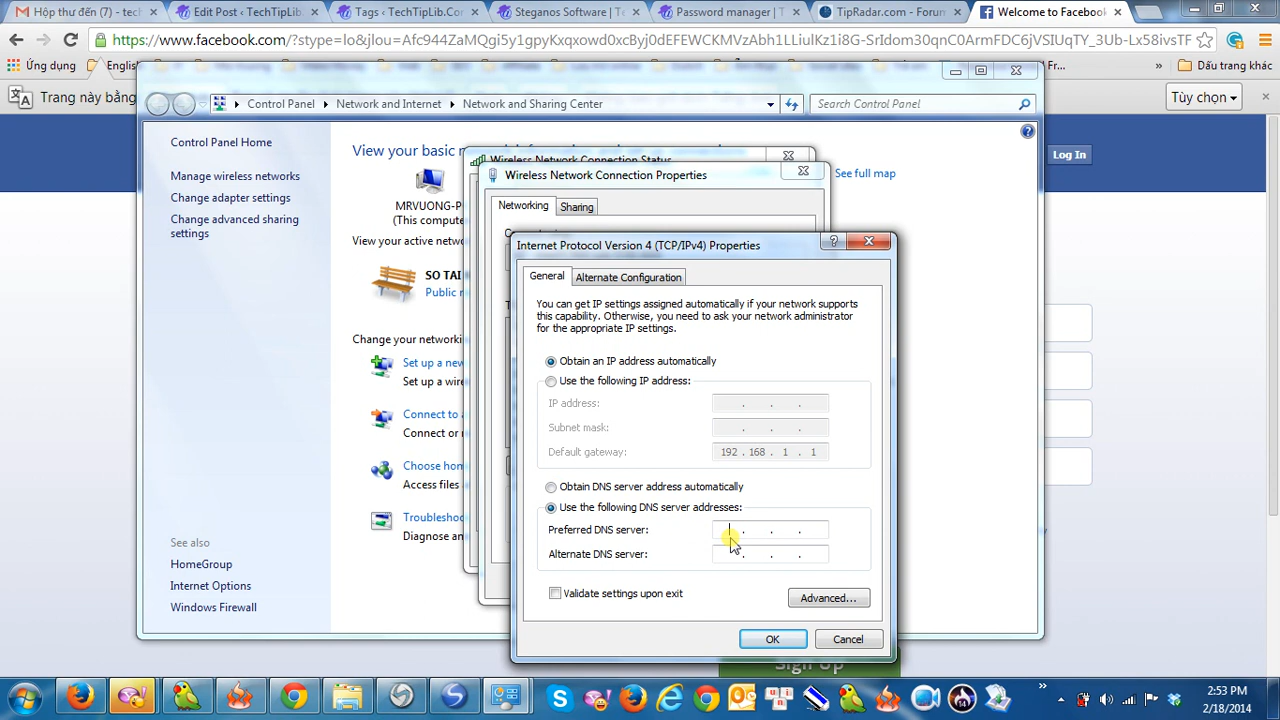 Hộp thư đến (7) - tech
Edit Post ‹ TechTipLib.
Tags ‹ TechTipLib.Com
Steganos Software | Te
Password manager | T
TipRadar.com - Forum
Welcome to Facebook
https://www.facebook.com/?stype=lo&jlou=
Ứng dụng
English
Fr...
»
Dấu trang khác
Trang này bằng
Tùy chọn
Control Panel
Network and Internet
Network and Sharing Center
Search Control Panel
Control Panel Home
Manage wireless networks
Change adapter settings
Change advanced sharing
settings
See also
HomeGroup
Internet Options
Windows Firewall
View your basic
See full map
Log In
MRVUONG-P
(This compute
View your active netwo
SO TAI
Public n
Change your networki
Set up a new
Set up a wire
Connect to
Connect or r
Choose hom
Access files
Troubleshoo
Diagnose an
Wireless Network Connection Status
Wireless Network Connection Properties
Networking
Sharing
Internet Protocol Version 4 (TCP/IPv4) Properties
General
Alternate Configuration
You can get IP settings assigned automatically if your network supports
this capability. Otherwise, you need to ask your network administrator
for the appropriate IP settings.
Obtain an IP address automatically
Use the following IP address:
IP address: . . .
Subnet mask: . . .
Default gateway: 192 . 168 . 1 . 1
Obtain DNS server address automatically
Use the following DNS server addresses:
Preferred DNS server: . . .
Alternate DNS server: . . .
Validate settings upon exit
Advanced...
OK
Cancel
Sign Up
2:53 PM
2/18/2014